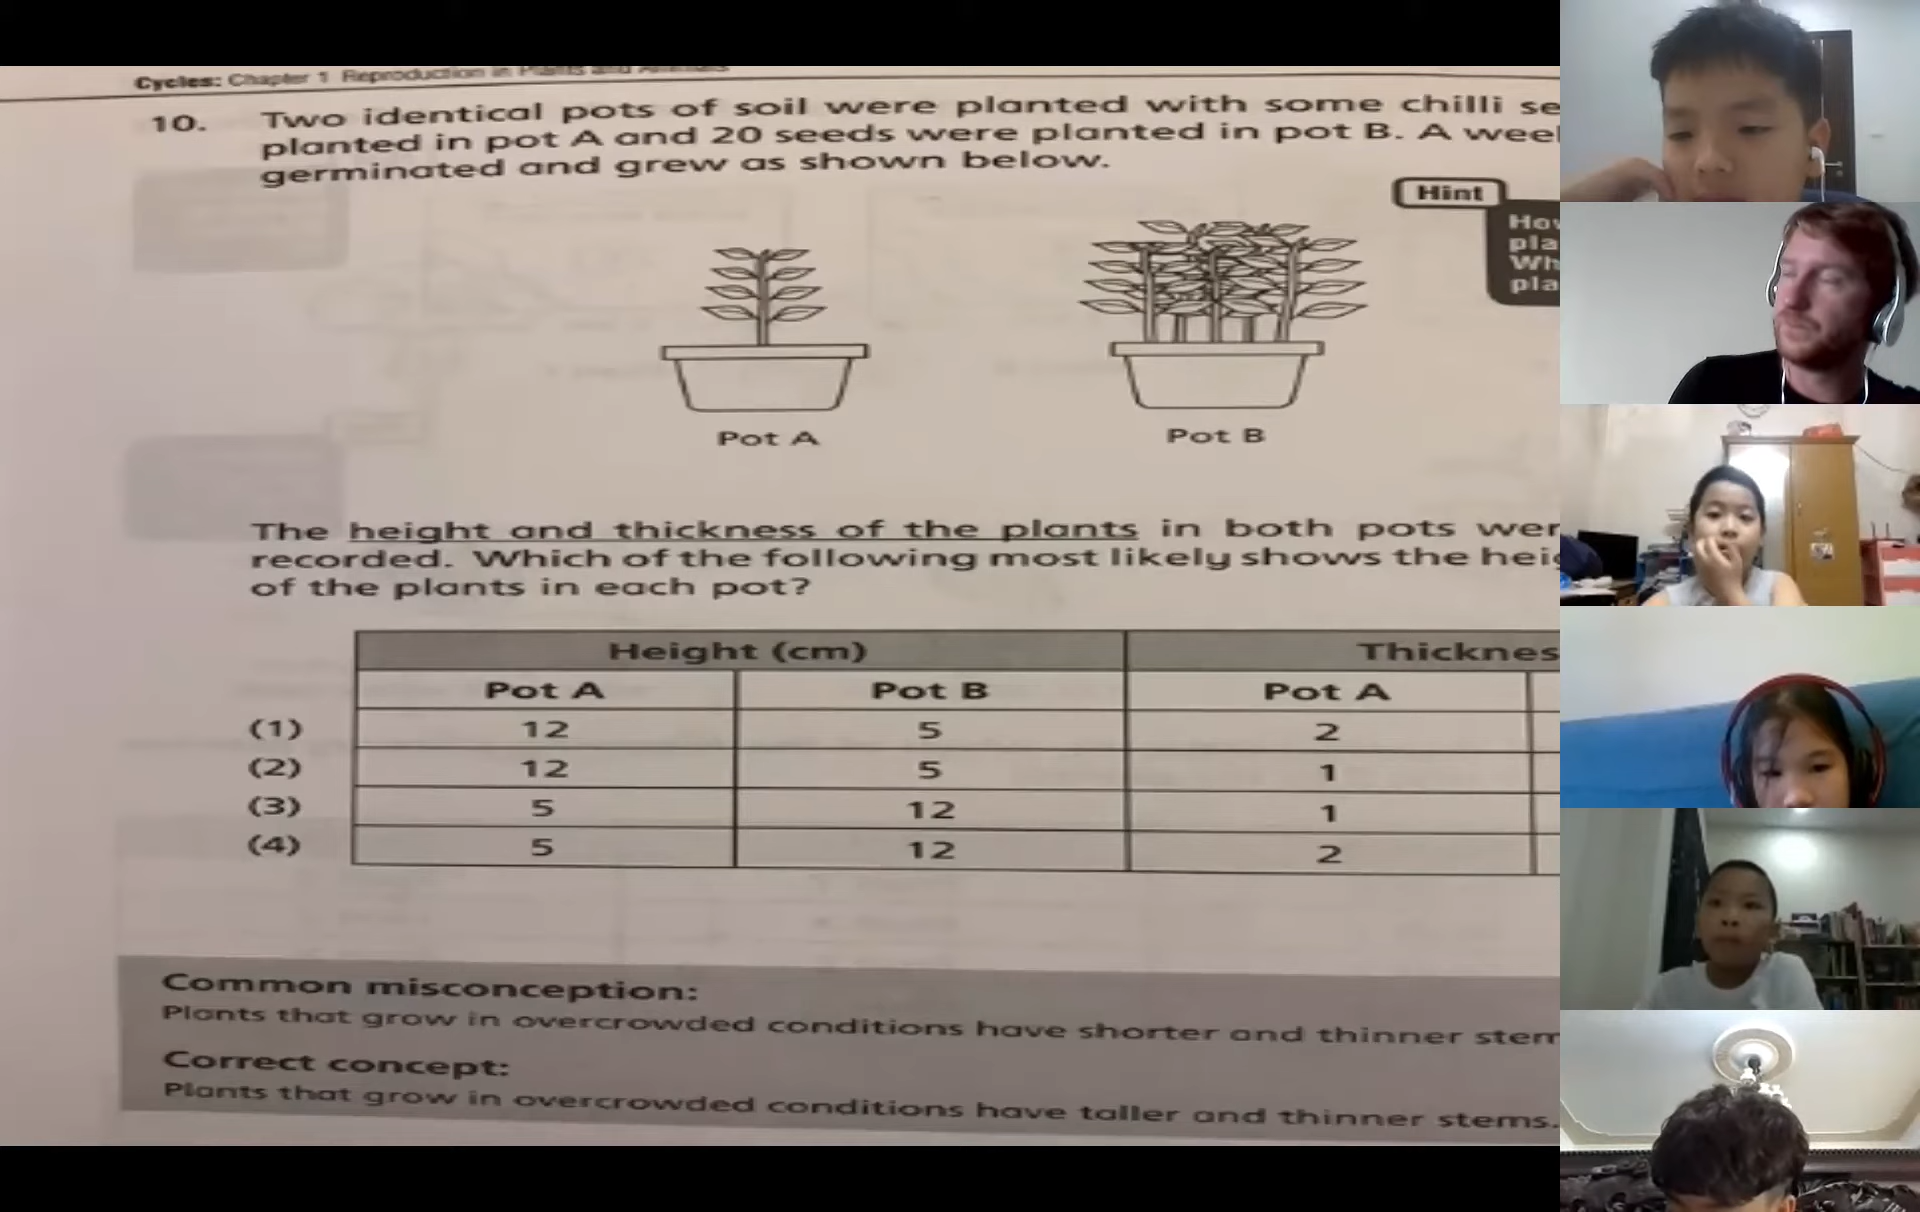 Cycles: Chapter 1 Reproduction in Plants and Animals
10. Two identical pots of soil were planted with some chilli se
planted in pot A and 20 seeds were planted in pot B. A wee
germinated and grew as shown below.
Hint
Ho
pla
Wh
pla
Pot A Pot B
The height and thickness of the plants in both pots wer
recorded. Which of the following most likely shows the hei
of the plants in each pot?
Height (cm) Thicknes
Pot A Pot B Pot A
(1) 12 5 2
(2) 12 5 1
(3) 5 12 1
(4) 5 12 2
Common misconception:
Plants that grow in overcrowded conditions have shorter and thinner stem
Correct concept:
Plants that grow in overcrowded conditions have taller and thinner stems.